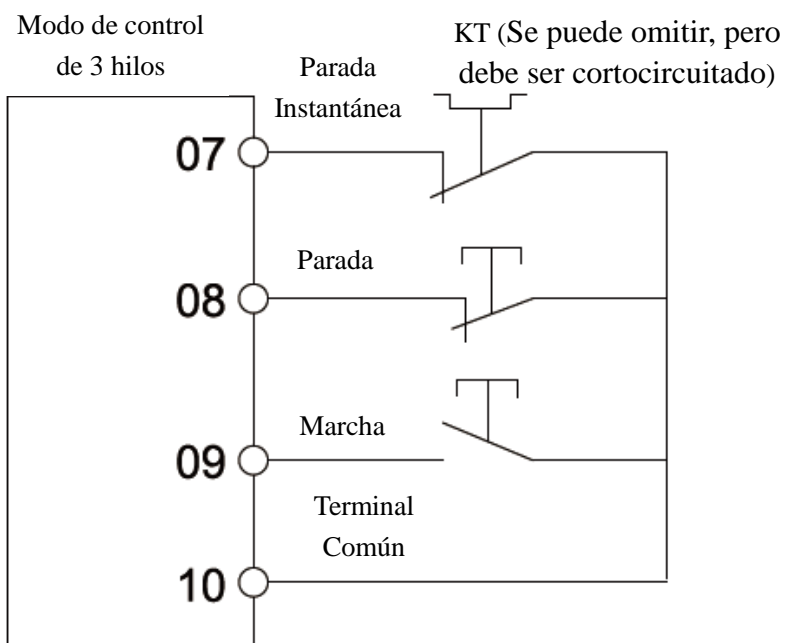 Modo de control
de 3 hilos
KT (Se puede omitir, pero
debe ser cortocircuitado)
Parada
Instantánea
07
Parada
08
Marcha
09
Terminal
Común
10